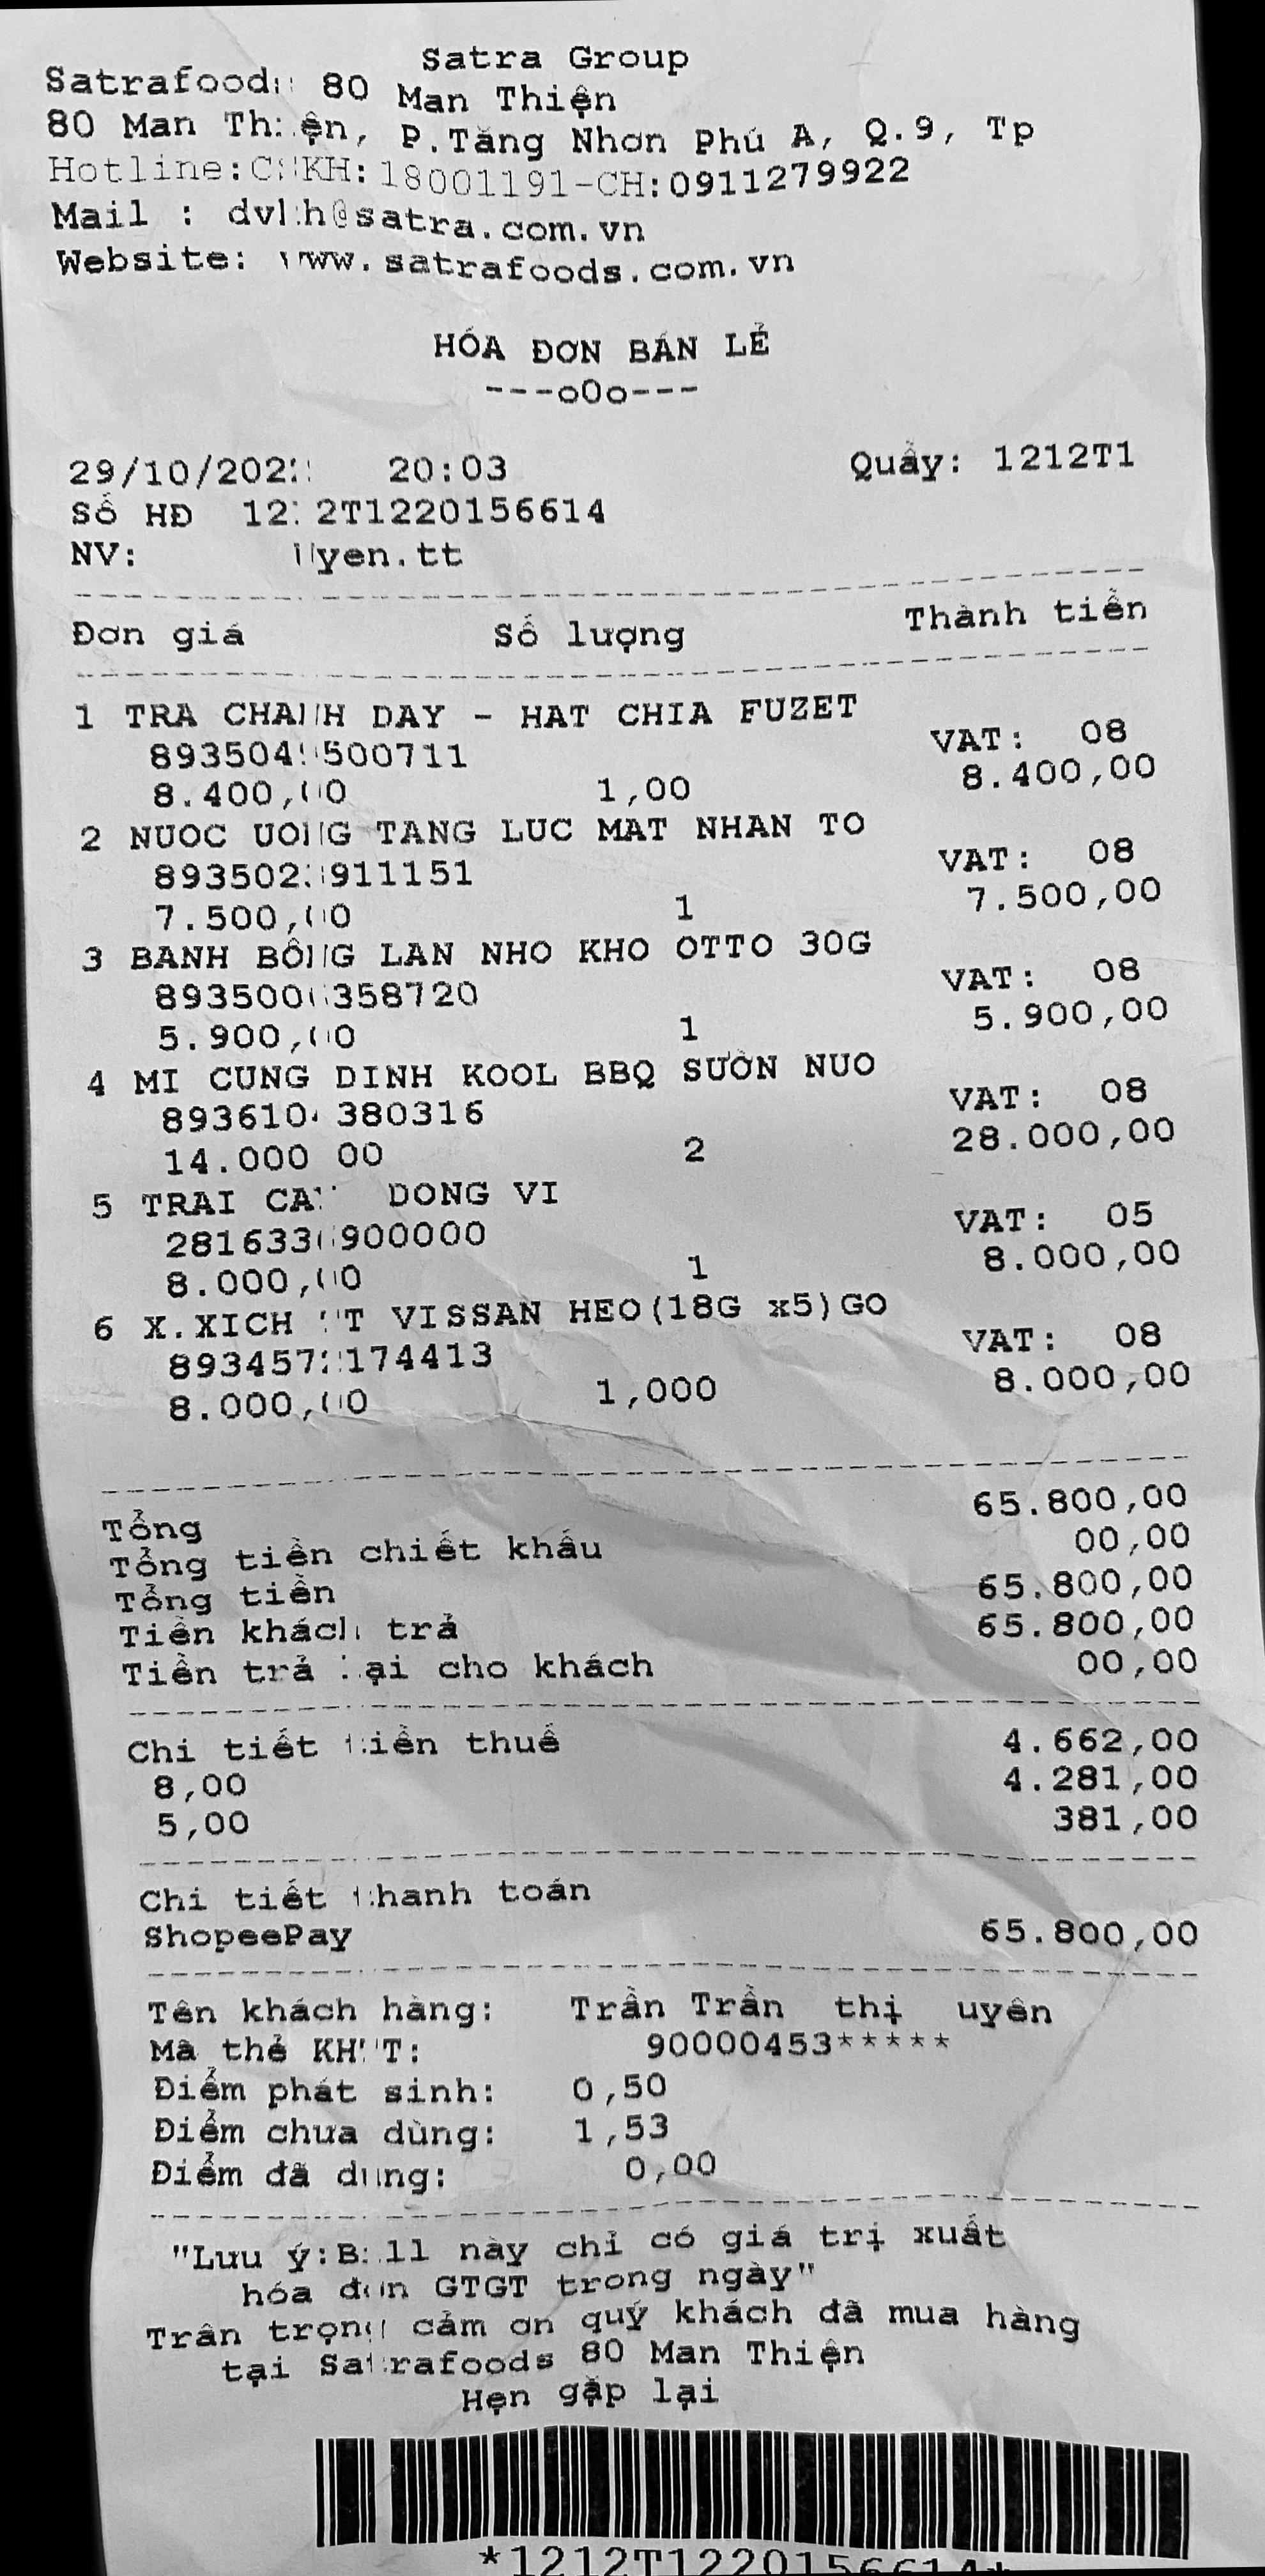 Satra Group
Satrafoods 80 Man Thiện
80 Man Thiện, P.Tăng Nhơn Phú A, Q.9, Tp
Hotline:CSKH:18001191-CH:0911279922
Mail : dvkh@satra.com.vn
Website: www.satrafoods.com.vn
HÓA ĐƠN BÁN LẺ
---oOo---
29/10/2022 20:03 Quầy: 1212T1
Số HĐ 1212T1220156614
NV: uyen.tt
Đơn giá Số lượng Thành tiền
1 TRA CHANH DAY - HAT CHIA FUZET
8935049500711 VAT: 08
8.400,00 1,00 8.400,00
2 NUOC UONG TANG LUC MAT NHAN TO
8935023911151 VAT: 08
7.500,00 1 7.500,00
3 BANH BÔNG LAN NHO KHO OTTO 30G
8935006358720 VAT: 08
5.900,00 1 5.900,00
4 MI CUNG DINH KOOL BBQ SƯỜN NUO
8936104380316 VAT: 08
14.000 00 2 28.000,00
5 TRAI CAY DONG VI
2816336900000 VAT: 05
8.000,00 1 8.000,00
6 X.XICH TT VISSAN HEO(18G x5)GO
8934572174413 VAT: 08
8.000,00 1,000 8.000,00
Tổng 65.800,00
Tổng tiền chiết khấu 00,00
Tổng tiền 65.800,00
Tiền khách trả 65.800,00
Tiền trả lại cho khách 00,00
Chi tiết tiền thuế 4.662,00
8,00 4.281,00
5,00 381,00
Chi tiết thanh toán
ShopeePay 65.800,00
Tên khách hàng: Trần Trần thị uyên
Mã thẻ KHTT: 90000453*****
Điểm phát sinh: 0,50
Điểm chưa dùng: 1,53
Điểm đã dùng: 0,00
"Lưu ý:Bill này chỉ có giá trị xuất
hóa đơn GTGT trong ngày"
Trân trọng cảm ơn quý khách đã mua hàng
tại Satrafoods 80 Man Thiện
Hẹn gặp lại
*1212T1220156614*